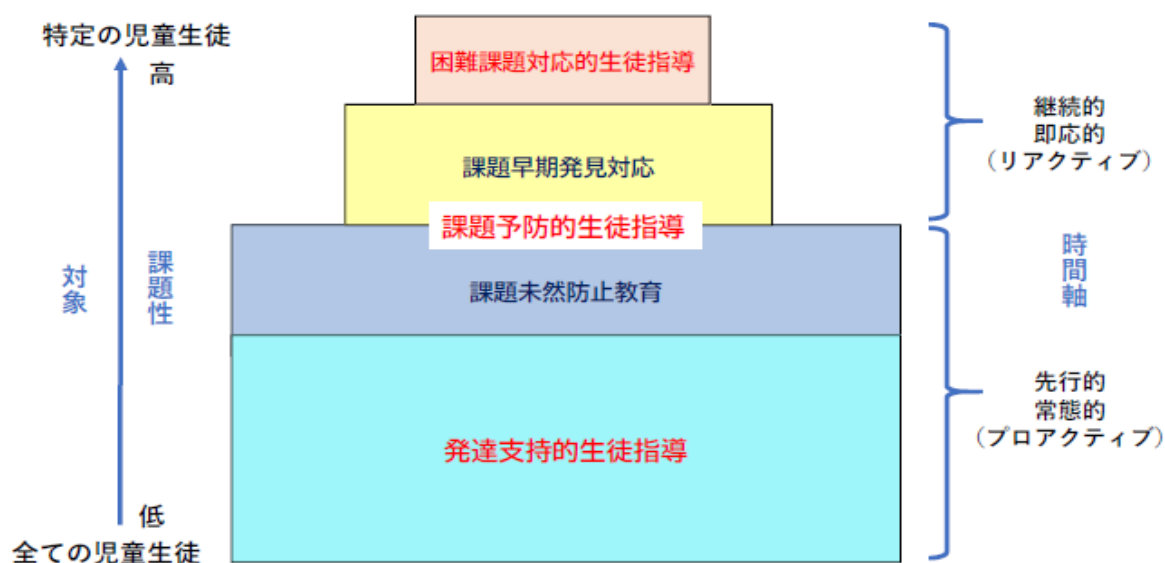 特定の児童生徒
高
困難課題対応的生徒指導
継続的
即応的
(リアクティブ)
課題早期発見対応
課題予防的生徒指導
対象
課題性
課題未然防止教育
時間軸
先行的
常態的
(プロアクティブ)
発達支持的生徒指導
低
全ての児童生徒